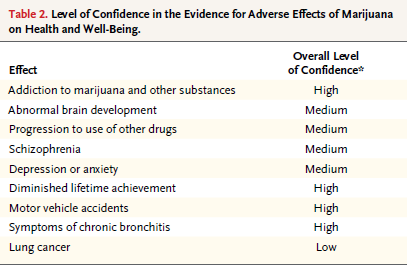 Table 2. Level of Confidence in the Evidence for Adverse Effects of Marijuana
on Health and Well-Being.
Overall Level
Effect of Confidence*
Addiction to marijuana and other substances High
Abnormal brain development Medium
Progression to use of other drugs Medium
Schizophrenia Medium
Depression or anxiety Medium
Diminished lifetime achievement High
Motor vehicle accidents High
Symptoms of chronic bronchitis High
Lung cancer Low